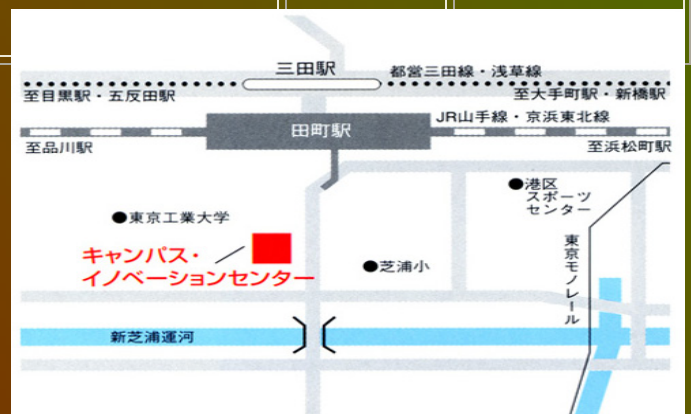 三田駅
都営三田線・浅草線
至目黒駅・五反田駅
至大手町駅・新橋駅
JR山手線・京浜東北線
田町駅
至品川駅
至浜松町駅
●港区
スポーツ
センター
●東京工業大学
キャンパス・
イノベーションセンター
●芝浦小
東京モノレール
新芝浦運河